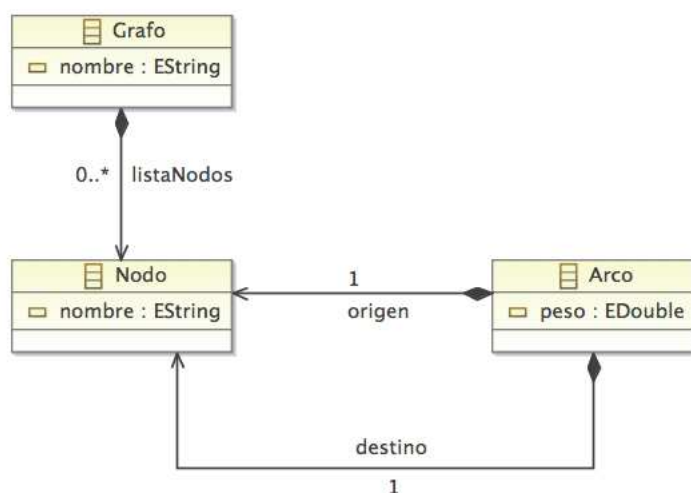 Grafo
nombre : EString
0..* listaNodos
Nodo
nombre : EString
1
origen
Arco
peso : EDouble
destino
1